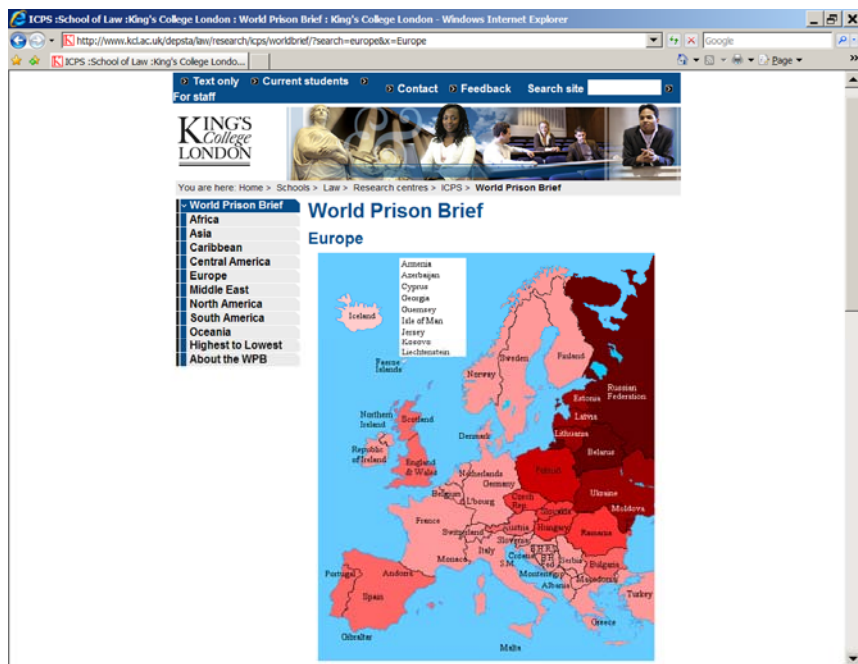 ICPS :School of Law :King's College London : World Prison Brief : King's College London - Windows Internet Explorer
http://www.kcl.ac.uk/depsta/law/research/icps/worldbrief/?search=europe&x=Europe
Google
ICPS :School of Law :King's College Londo...
Page
Text only Current students
For staff
Contact Feedback Search site
KING'S
College
LONDON
You are here: Home > Schools > Law > Research centres > ICPS > World Prison Brief
World Prison Brief
Africa
Asia
Caribbean
Central America
Europe
Middle East
North America
South America
Oceania
Highest to Lowest
About the WPB
World Prison Brief
Europe
Armenia
Azerbaijan
Cyprus
Georgia
Guernsey
Isle of Man
Jersey
Kosovo
Liechtenstein
Iceland
Faeroe
Islands
Norway
Sweden
Finland
Russian
Federation
Estonia
Latvia
Lithuania
Belarus
Northern
Ireland
Scotland
Republic
of Ireland
England
& Wales
Denmark
Netherlands
Germany
Poland
Belgium
L'bourg
Czech
Rep.
Slovakia
Ukraine
Moldova
France
Switzerland
Austria
Hungary
Romania
Slovenia
Italy
Croatia
B.H.
Serbia
Bulgaria
Monaco
S.M.
Montenegro
Macedonia
Albania
Portugal
Andorra
Spain
Turkey
Greece
Gibraltar
Malta